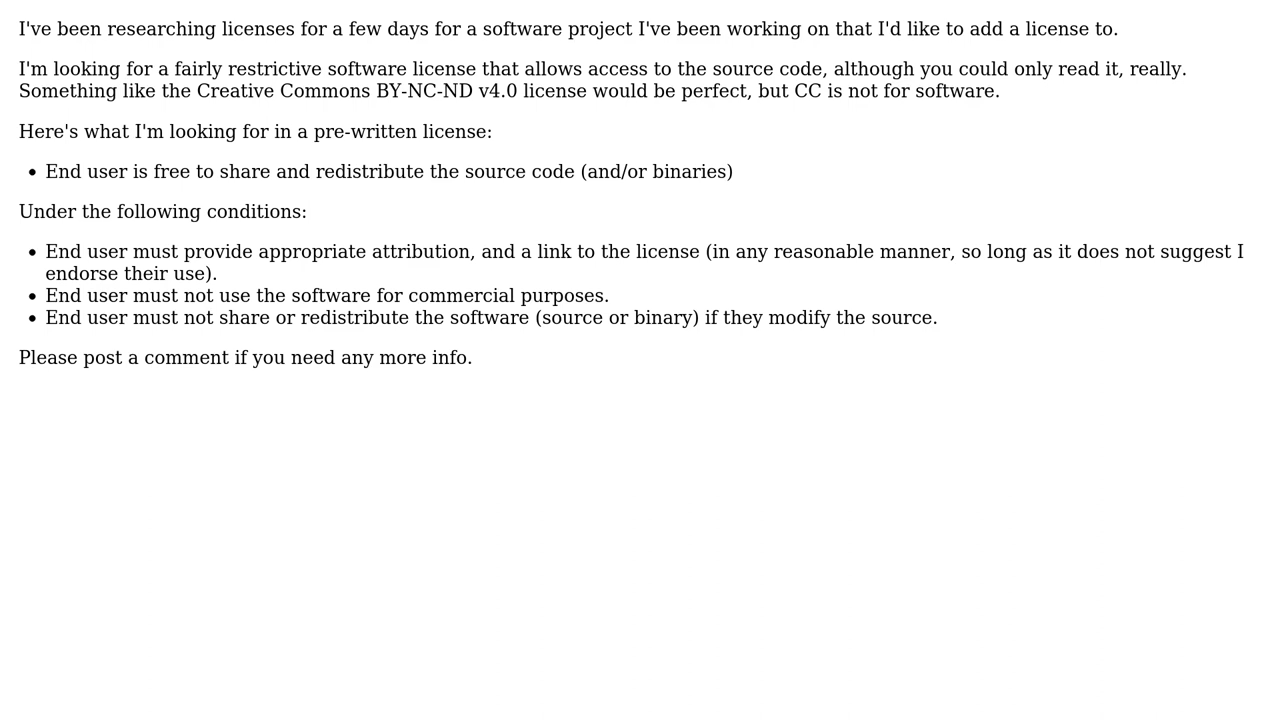 I've been researching licenses for a few days for a software project I've been working on that I'd like to add a license to.
I'm looking for a fairly restrictive software license that allows access to the source code, although you could only read it, really.
Something like the Creative Commons BY-NC-ND v4.0 license would be perfect, but CC is not for software.
Here's what I'm looking for in a pre-written license:
• End user is free to share and redistribute the source code (and/or binaries)
Under the following conditions:
• End user must provide appropriate attribution, and a link to the license (in any reasonable manner, so long as it does not suggest I
endorse their use).
• End user must not use the software for commercial purposes.
• End user must not share or redistribute the software (source or binary) if they modify the source.
Please post a comment if you need any more info.